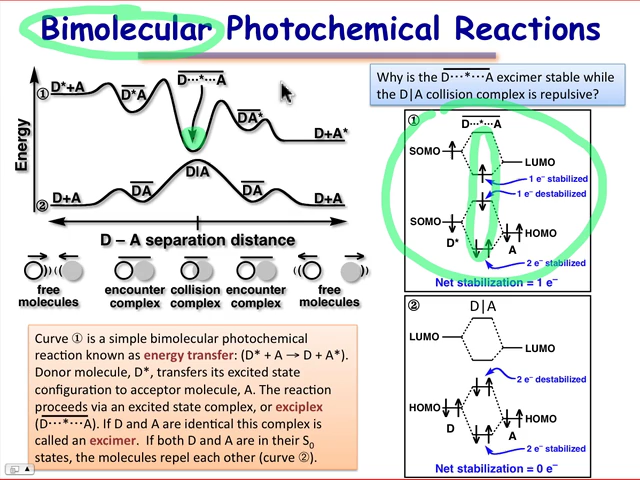 Bimolecular Photochemical Reactions
Energy
①
D*+A
D*A
D···*···A
DA*
D+A*
D|A
②
D+A
DA
DA
D+A
D – A separation distance
free molecules
encounter complex
collision complex
encounter complex
free molecules
Curve ① is a simple bimolecular photochemical
reaction known as energy transfer: (D* + A → D + A*).
Donor molecule, D*, transfers its excited state
configuration to acceptor molecule, A. The reaction
proceeds via an excited state complex, or exciplex
(D···*···A). If D and A are identical this complex is
called an excimer. If both D and A are in their S₀
states, the molecules repel each other (curve ②).
Why is the D···*···A excimer stable while
the D|A collision complex is repulsive?
①
D···*···A
SOMO
LUMO
1 e⁻ stabilized
1 e⁻ destabilized
SOMO
HOMO
D*
A
2 e⁻ stabilized
Net stabilization = 1 e⁻
②
D|A
LUMO
LUMO
2 e⁻ destabilized
HOMO
HOMO
D
A
2 e⁻ stabilized
Net stabilization = 0 e⁻